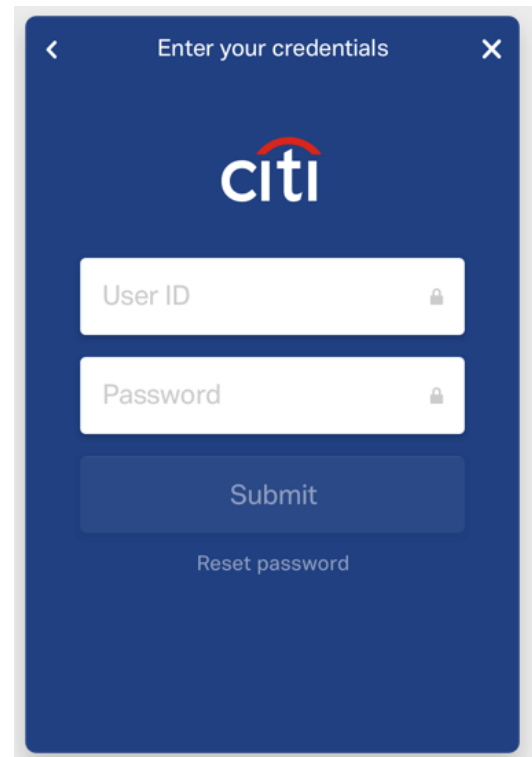 Enter your credentials
citi
User ID
Password
Submit
Reset password